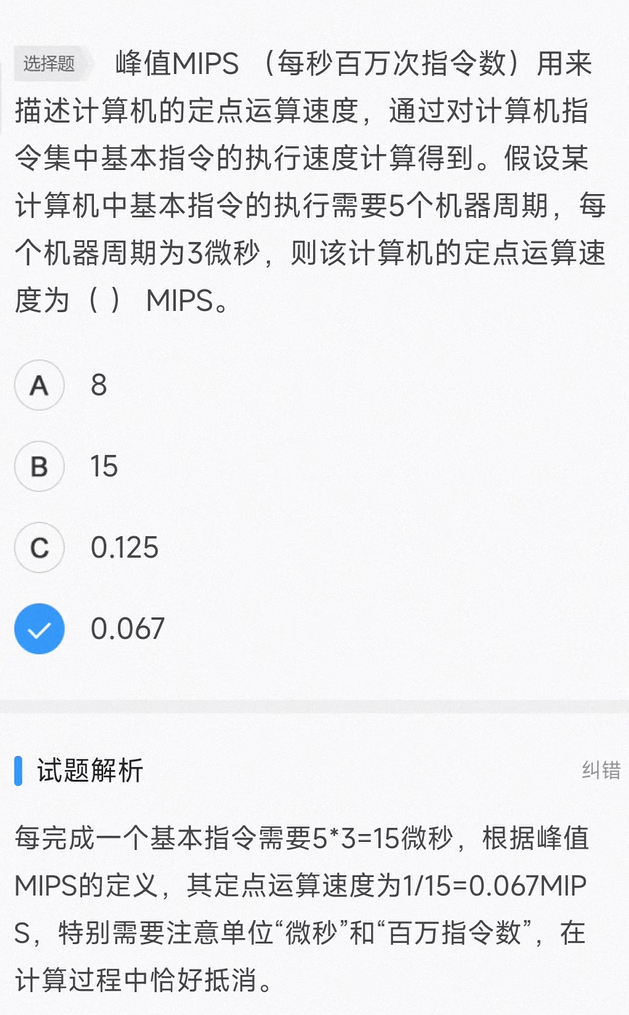 选择题 峰值MIPS （每秒百万次指令数）用来
描述计算机的定点运算速度，通过对计算机指
令集中基本指令的执行速度计算得到。假设某
计算机中基本指令的执行需要5个机器周期，每
个机器周期为3微秒，则该计算机的定点运算速
度为（ ） MIPS。
A 8
B 15
C 0.125
0.067
试题解析 纠错
每完成一个基本指令需要5*3=15微秒，根据峰值
MIPS的定义，其定点运算速度为1/15=0.067MIP
S，特别需要注意单位“微秒”和“百万指令数”，在
计算过程中恰好抵消。